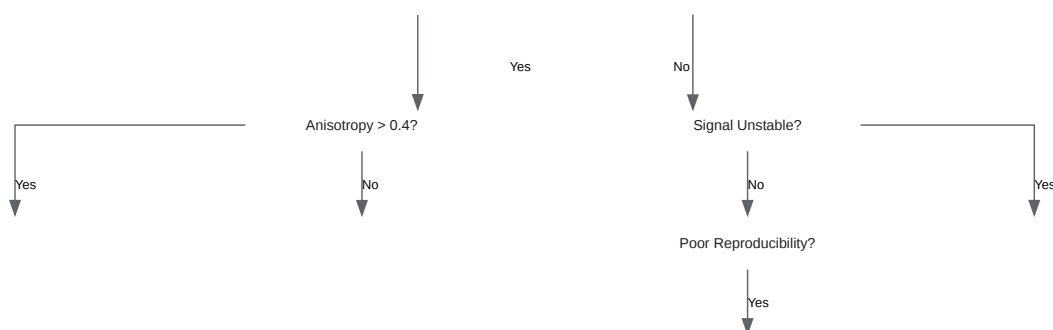 Yes
No
Anisotropy > 0.4?
Signal Unstable?
Yes
No
No
Yes
Poor Reproducibility?
Yes